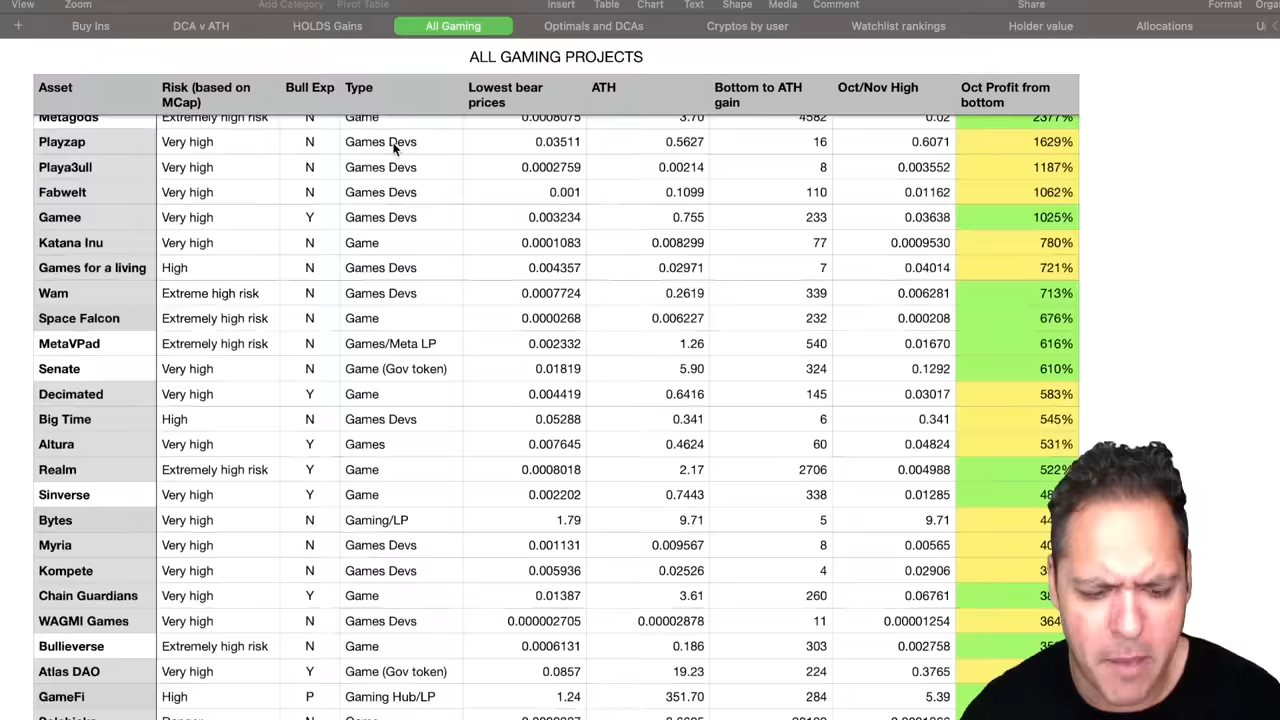 View Zoom Add Category Pivot Table Insert Table Chart Text Shape Media Comment Share Format
+ Buy Ins DCA v ATH HOLDS Gains All Gaming Optimals and DCAs Cryptos by user Watchlist rankings Holder value Allocations
ALL GAMING PROJECTS
Asset Risk (based on MCap) Bull Exp Type Lowest bear prices ATH Bottom to ATH gain Oct/Nov High Oct Profit from bottom
Metagods Extremely high risk N Game 0.0008075 3.70 4582 0.02 2377%
Playzap Very high N Games Devs 0.03511 0.5627 16 0.6071 1629%
Playa3ull Very high N Games Devs 0.0002759 0.00214 8 0.003552 1187%
Fabwelt Very high N Games Devs 0.001 0.1099 110 0.01162 1062%
Gamee Very high Y Games Devs 0.003234 0.755 233 0.03638 1025%
Katana Inu Very high N Game 0.0001083 0.008299 77 0.0009530 780%
Games for a living High N Games Devs 0.004357 0.02971 7 0.04014 721%
Wam Extreme high risk N Games Devs 0.0007724 0.2619 339 0.006281 713%
Space Falcon Extremely high risk N Game 0.0000268 0.006227 232 0.000208 676%
MetaVPad Extremely high risk N Games/Meta LP 0.002332 1.26 540 0.01670 616%
Senate Very high N Game (Gov token) 0.01819 5.90 324 0.1292 610%
Decimated Very high Y Game 0.004419 0.6416 145 0.03017 583%
Big Time High N Games Devs 0.05288 0.341 6 0.341 545%
Altura Very high Y Games 0.007645 0.4624 60 0.04824 531%
Realm Extremely high risk Y Game 0.0008018 2.17 2706 0.004988 522%
Sinverse Very high Y Game 0.002202 0.7443 338 0.01285
Bytes Very high N Gaming/LP 1.79 9.71 5 9.71
Myria Very high N Games Devs 0.001131 0.009567 8 0.00565
Kompete Very high N Games Devs 0.005936 0.02526 4 0.02906
Chain Guardians Very high Y Game 0.01387 3.61 260 0.06761
WAGMI Games Very high N Games Devs 0.000002705 0.00002878 11 0.00001254 364
Bullieverse Extremely high risk N Game 0.0006131 0.186 303 0.002758
Atlas DAO Very high Y Game (Gov token) 0.0857 19.23 224 0.3765
GameFi High P Gaming Hub/LP 1.24 351.70 284 5.39